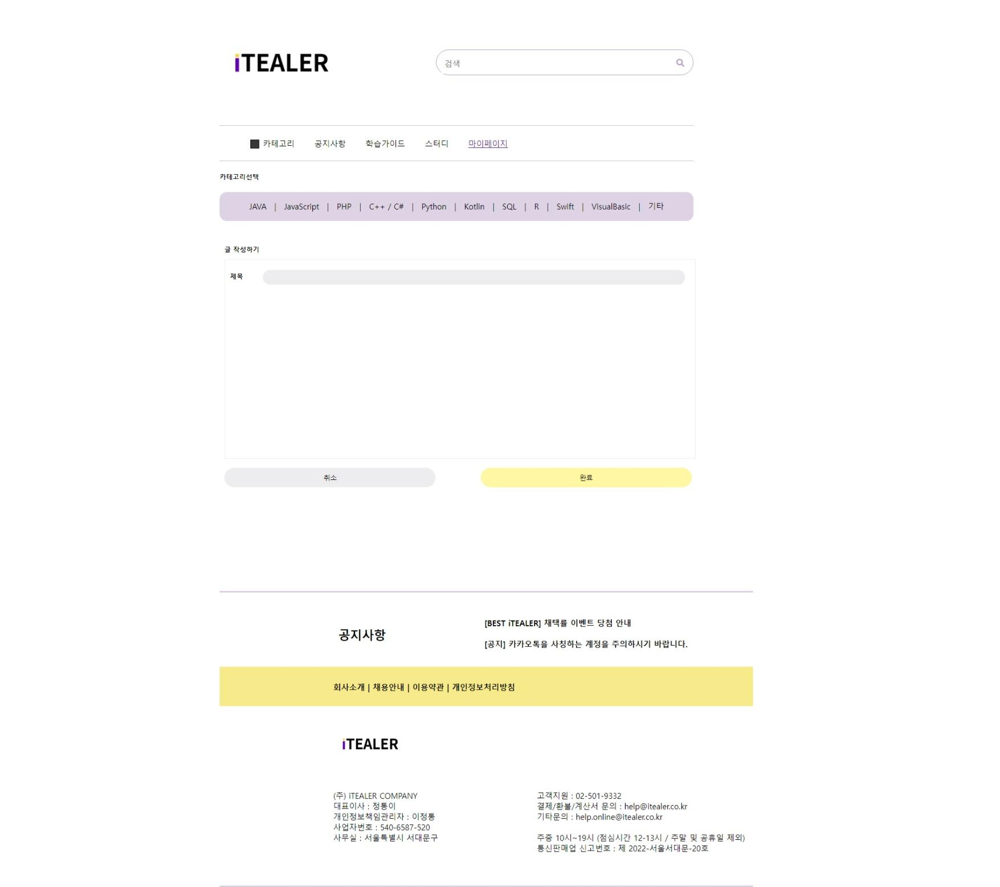 iTEALER
검색
카테고리 공지사항 학습가이드 스터디 마이페이지
카테고리선택
JAVA | JavaScript | PHP | C++ / C# | Python | Kotlin | SQL | R | Swift | VisualBasic | 기타
글 작성하기
제목
취소 완료
공지사항
[BEST iTEALER] 채택률 이벤트 당첨 안내
[공지] 카카오톡을 사칭하는 계정을 주의하시기 바랍니다.
회사소개 | 채용안내 | 이용약관 | 개인정보처리방침
iTEALER
(주) iTEALER COMPANY
대표이사 : 정통이
개인정보책임관리자 : 이정통
사업자번호 : 540-6587-520
사무실 : 서울특별시 서대문구
고객지원 : 02-501-9332
결제/환불/계산서 문의 : help@itealer.co.kr
기타문의 : help.online@itealer.co.kr
주중 10시~19시 (점심시간 12-13시 / 주말 및 공휴일 제외)
통신판매업 신고번호 : 제 2022-서울서대문-20호